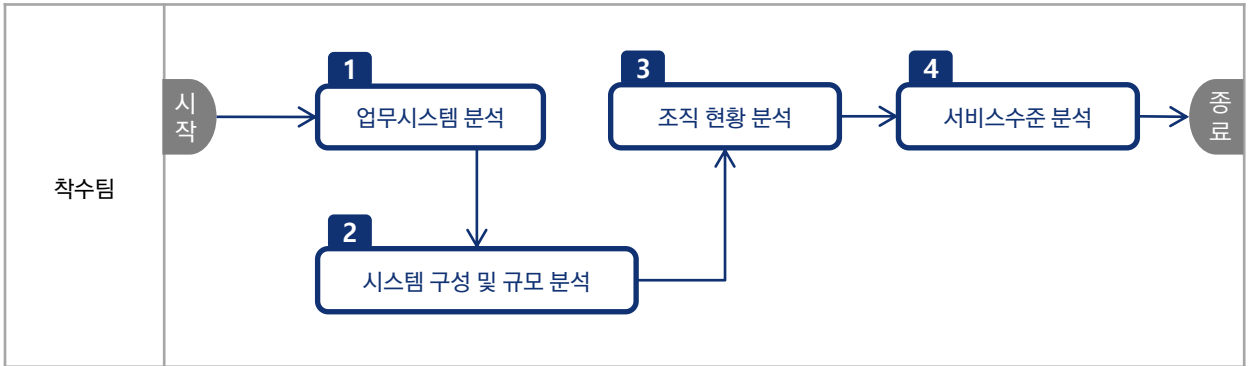 착수팀
시작
1
업무시스템 분석
2
시스템 구성 및 규모 분석
3
조직 현황 분석
4
서비스수준 분석
종료